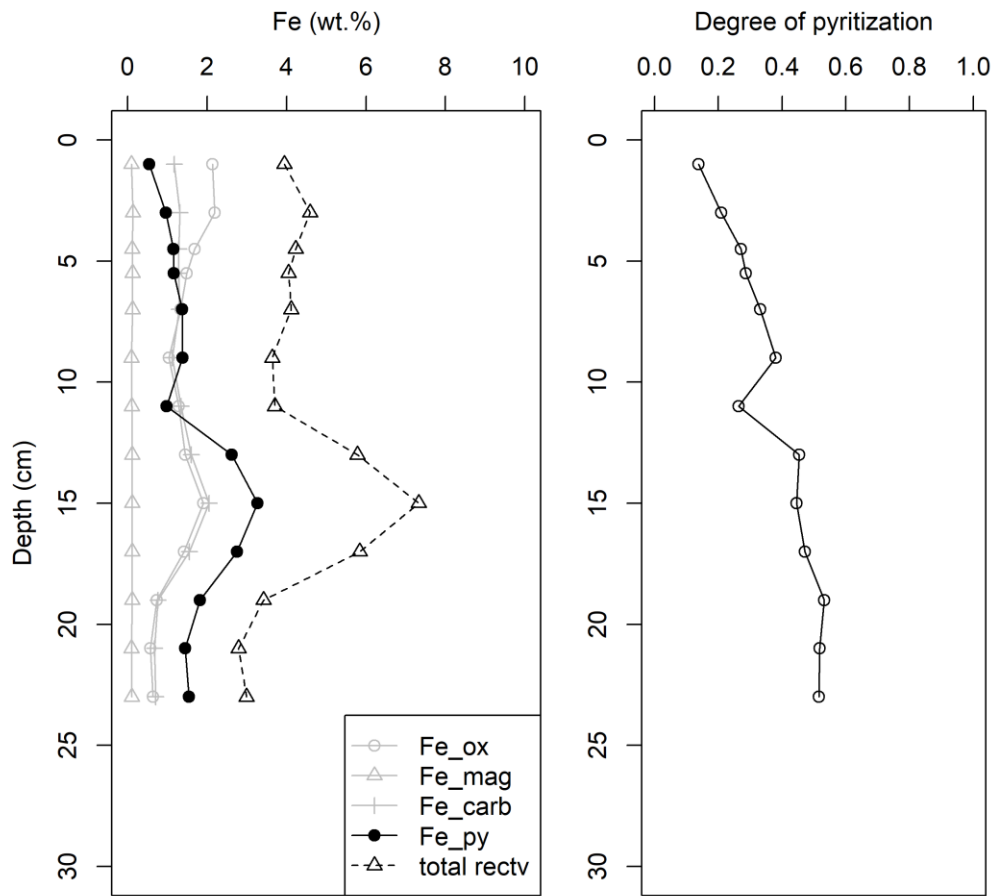 Fe (wt.%)
0 2 4 6 8 10
Depth (cm)
0
5
10
15
20
25
30
Fe_ox
Fe_mag
Fe_carb
Fe_py
total rectv
Degree of pyritization
0.0 0.2 0.4 0.6 0.8 1.0
0
5
10
15
20
25
30